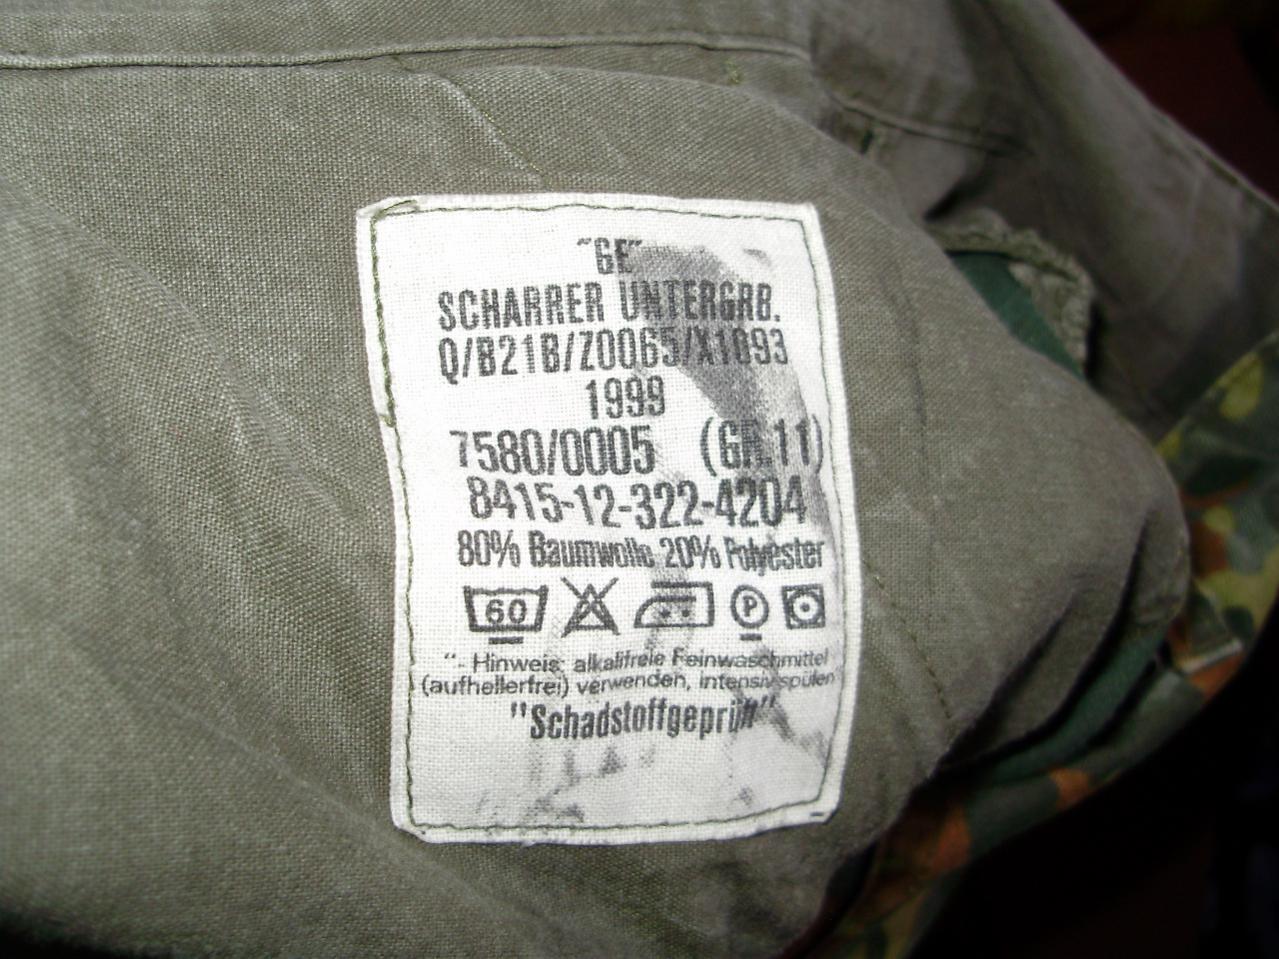 "GE"
SCHARRER UNTERGRB.
Q/B21B/Z0065/X1093
1999
7580/0005 (GR.11)
8415-12-322-4204
80% Baumwolle 20% Polyester
60 P
"- Hinweis: alkalifreie Feinwaschmittel
(aufhellerfrei) verwenden, intensiv spülen
"Schadstoffgeprüft"